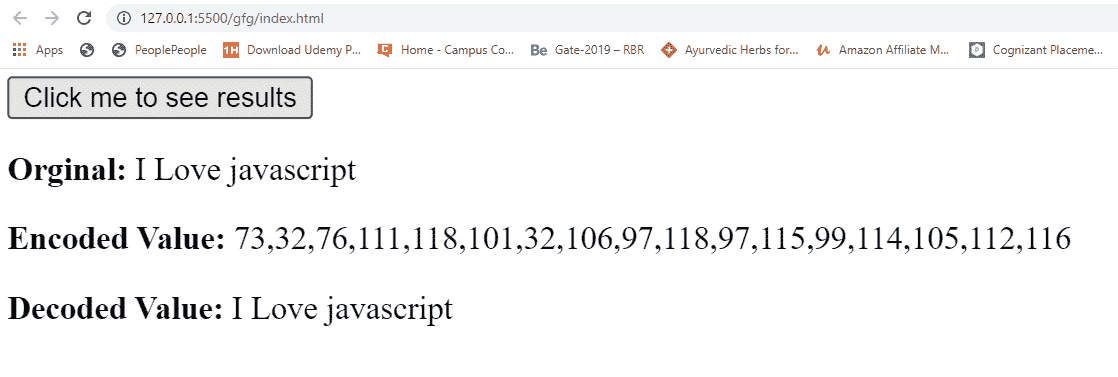 127.0.0.1:5500/gfg/index.html
Apps PeoplePeople Download Udemy P... Home - Campus Co... Be Gate-2019 – RBR Ayurvedic Herbs for... Amazon Affiliate M... Cognizant Placeme...
Click me to see results
Orginal: I Love javascript
Encoded Value: 73,32,76,111,118,101,32,106,97,118,97,115,99,114,105,112,116
Decoded Value: I Love javascript